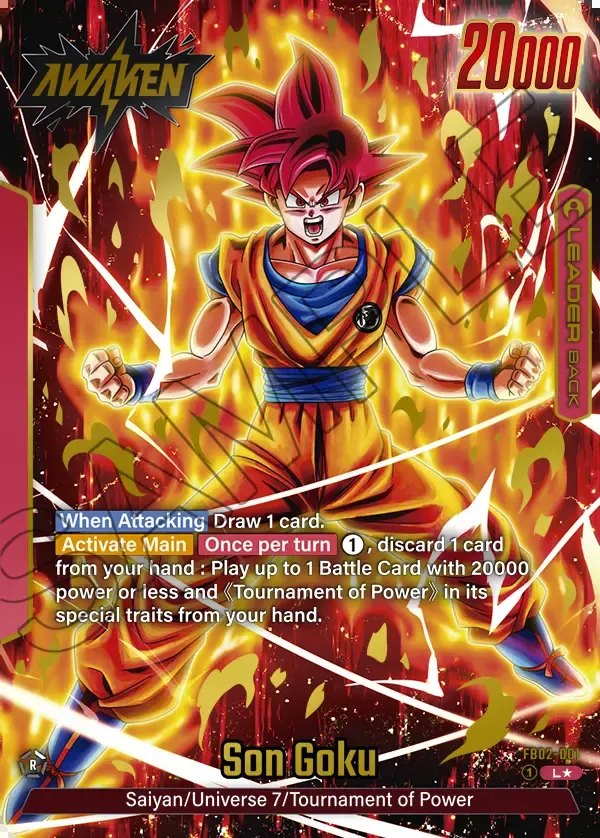 AWAKEN
20000
LEADER BACK
When Attacking Draw 1 card.
Activate Main Once per turn ①, discard 1 card
from your hand : Play up to 1 Battle Card with 20000
power or less and 《Tournament of Power》 in its
special traits from your hand.
SAMPLE
Son Goku
FB02-001
R
① L★
Saiyan/Universe 7/Tournament of Power